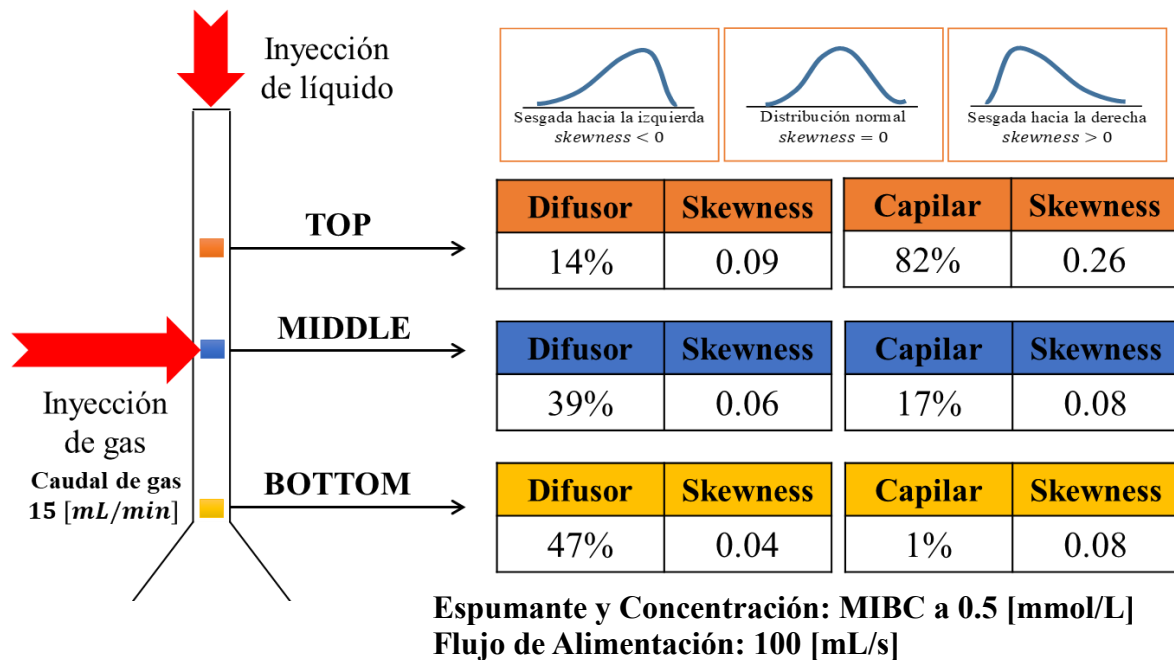 Inyección
de líquido
Sesgada hacia la izquierda
skewness < 0
Distribución normal
skewness = 0
Sesgada hacia la derecha
skewness > 0
TOP
Difusor Skewness
14% 0.09
Capilar Skewness
82% 0.26
MIDDLE
Difusor Skewness
39% 0.06
Capilar Skewness
17% 0.08
Inyección
de gas
Caudal de gas
15 [mL/min]
BOTTOM
Difusor Skewness
47% 0.04
Capilar Skewness
1% 0.08
Espumante y Concentración: MIBC a 0.5 [mmol/L]
Flujo de Alimentación: 100 [mL/s]